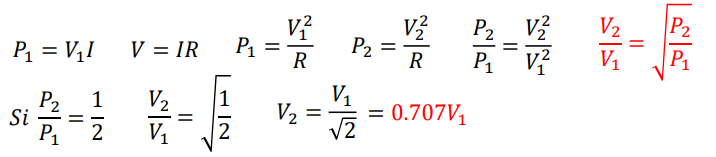 P₁ = V₁I V = IR P₁ = V₁²/R P₂ = V₂²/R P₂/P₁ = V₂²/V₁² V₂/V₁ = √(P₂/P₁)
Si P₂/P₁ = 1/2 V₂/V₁ = √(1/2) V₂ = V₁/√2 = 0.707V₁